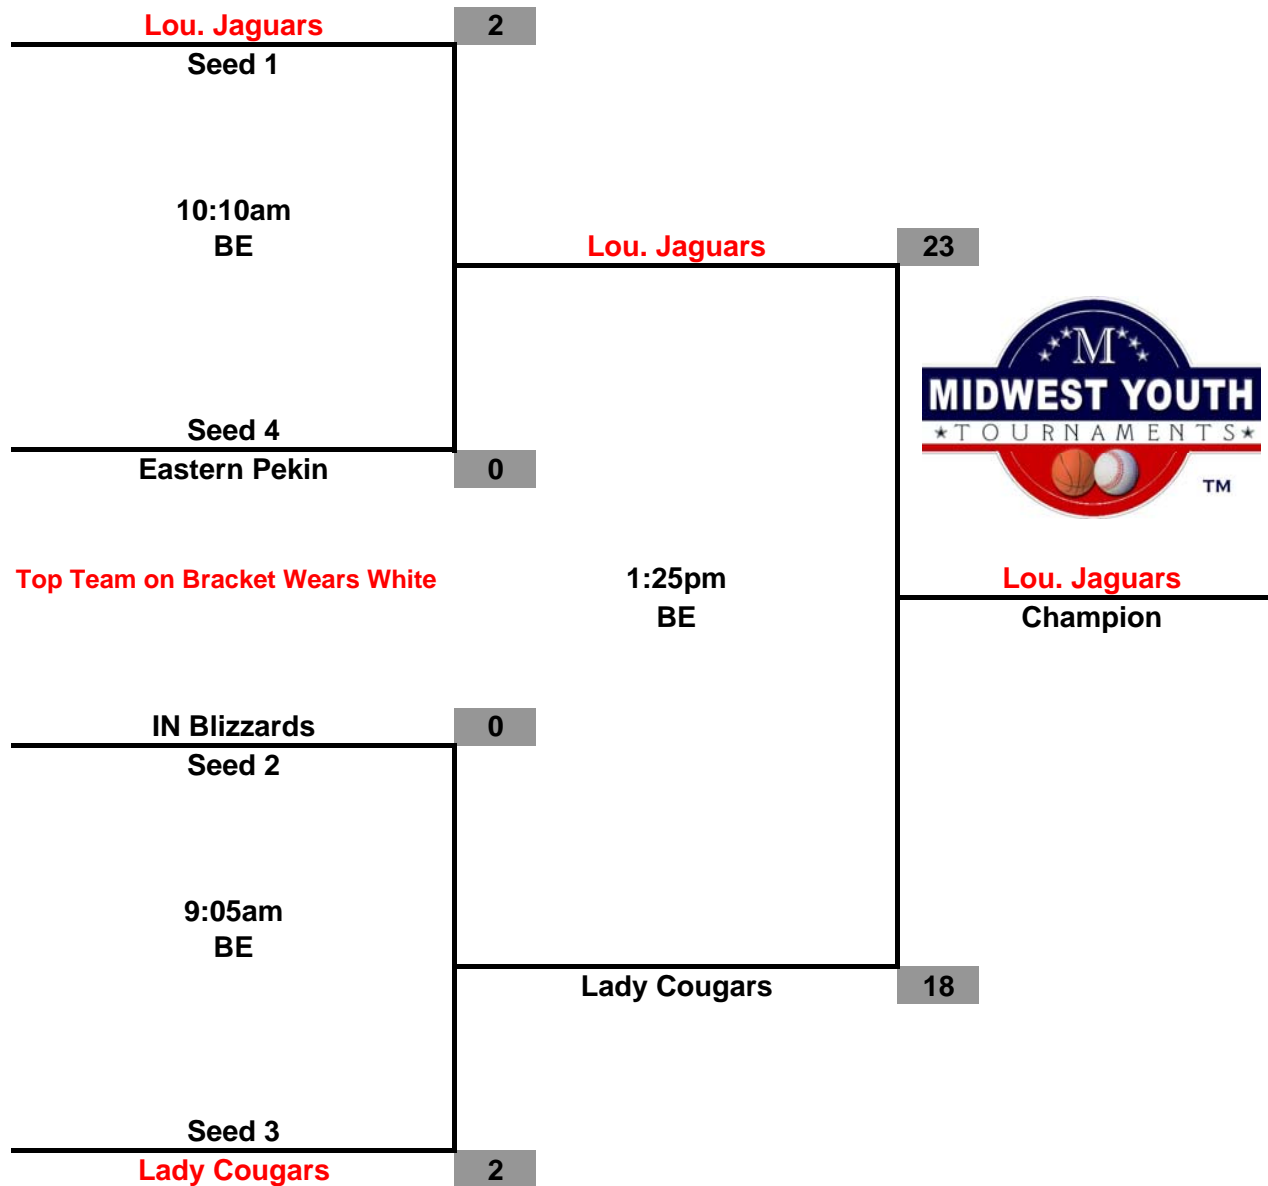 Lou. Jaguars 2
Seed 1
10:10am
BE
Lou. Jaguars 23
M
MIDWEST YOUTH
★TOURNAMENTS★
TM
Seed 4
Eastern Pekin 0
Top Team on Bracket Wears White
1:25pm
BE
Lou. Jaguars
Champion
IN Blizzards 0
Seed 2
9:05am
BE
Lady Cougars 18
Seed 3
Lady Cougars 2